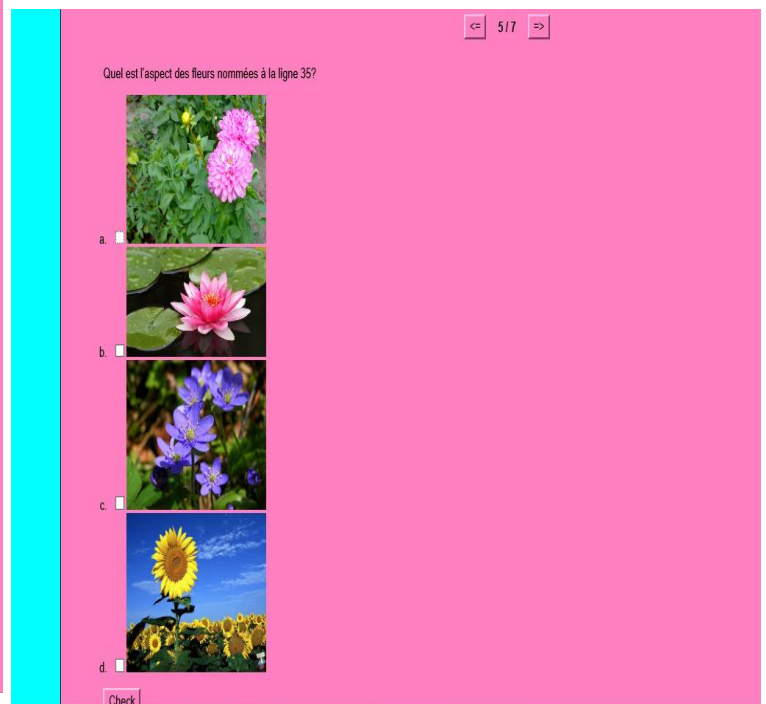 <= 5 / 7 =>
Quel est l'aspect des fleurs nommées à la ligne 35?
a.
b.
c.
d.
Check